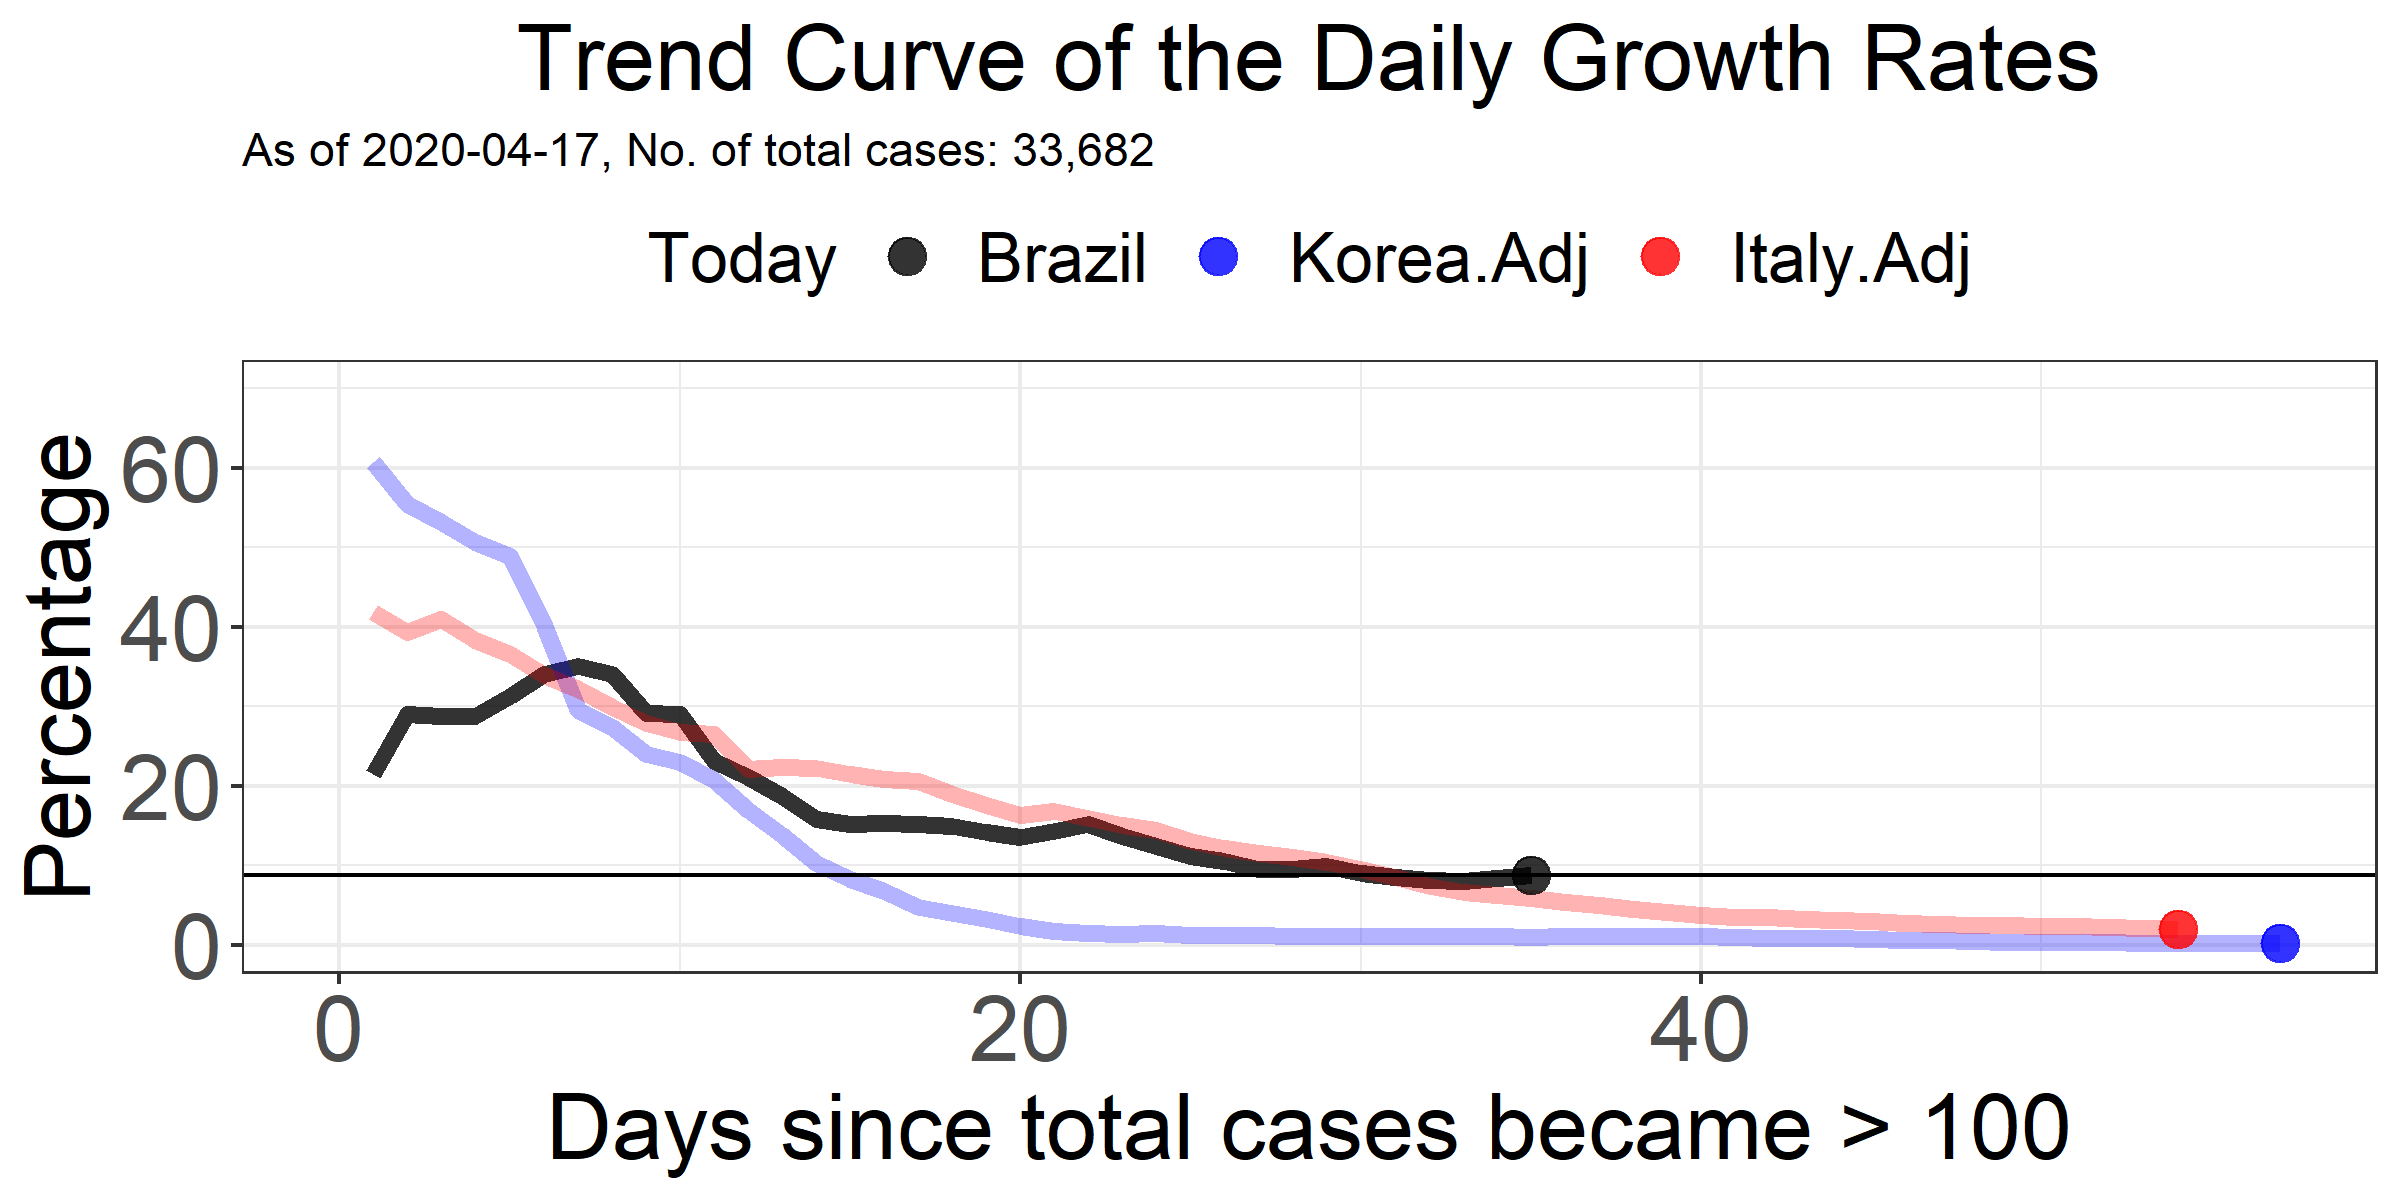 Trend Curve of the Daily Growth Rates
As of 2020-04-17, No. of total cases: 33,682
Today Brazil Korea.Adj Italy.Adj
Percentage
60
40
20
0
0 20 40
Days since total cases became > 100